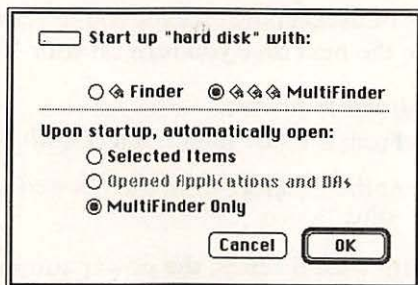 Start up "hard disk" with:
Finder MultiFinder
Upon startup, automatically open:
Selected Items
Opened Applications and DAs
MultiFinder Only
Cancel OK